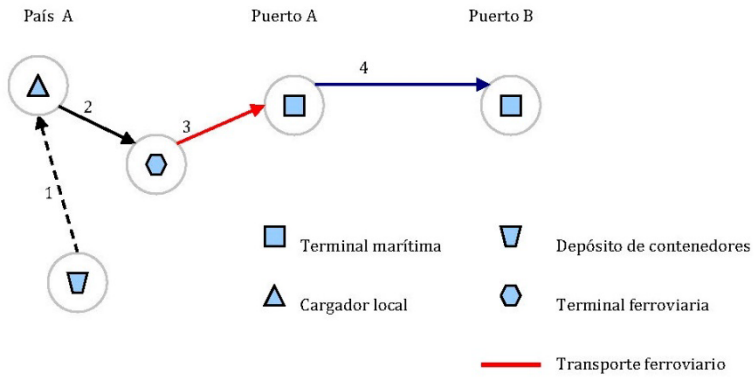 País A
Puerto A
Puerto B
4
2
3
1
Terminal marítima
Depósito de contenedores
Cargador local
Terminal ferroviaria
Transporte ferroviario